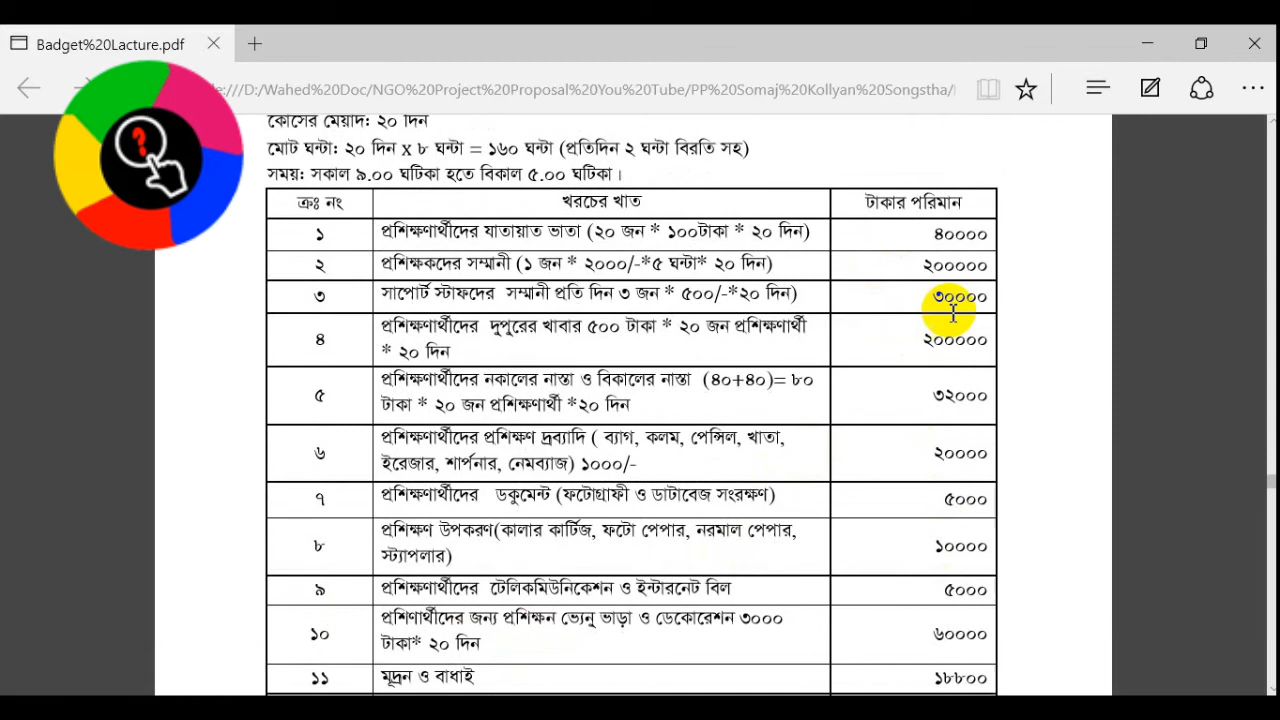 Badget%20Lacture.pdf
:/D:/Wahed%20Doc/NGO%20Project%20Proposal%20You%20Tube/PP%20Somaj%20Kollyan%20Songstha/
কোর্সের মেয়াদ: ২০ দিন
মোট ঘন্টা: ২০ দিন x ৮ ঘন্টা = ১৬০ ঘন্টা (প্রতিদিন ২ ঘন্টা বিরতি সহ)
সময়: সকাল ৯.০০ ঘটিকা হতে বিকাল ৫.০০ ঘটিকা।
ক্রঃ নং খরচের খাত টাকার পরিমান
১ প্রশিক্ষণার্থীদের যাতায়াত ভাতা (২০ জন * ১০০টাকা * ২০ দিন) ৪০০০০
২ প্রশিক্ষকদের সম্মানী (১ জন * ২০০০/-*৫ ঘন্টা* ২০ দিন) ২০০০০০
৩ সাপোর্ট স্টাফদের সম্মানী প্রতি দিন ৩ জন * ৫০০/-*২০ দিন) ৩০০০০
৪ প্রশিক্ষণার্থীদের দুপুরের খাবার ৫০০ টাকা * ২০ জন প্রশিক্ষণার্থী ২০০০০০
* ২০ দিন
৫ প্রশিক্ষণার্থীদের নকালের নাস্তা ও বিকালের নাস্তা (৪০+৪০)= ৮০ ৩২০০০
টাকা * ২০ জন প্রশিক্ষণার্থী *২০ দিন
৬ প্রশিক্ষণার্থীদের প্রশিক্ষণ দ্রব্যাদি ( ব্যাগ, কলম, পেন্সিল, খাতা, ২০০০০
ইরেজার, শার্পনার, নেমব্যাজ) ১০০০/-
৭ প্রশিক্ষণার্থীদের ডকুমেন্ট (ফটোগ্রাফী ও ডাটাবেজ সংরক্ষণ) ৫০০০
৮ প্রশিক্ষণ উপকরণ(কালার কার্টিজ, ফটো পেপার, নরমাল পেপার, ১০০০০
স্ট্যাপলার)
৯ প্রশিক্ষণার্থীদের টেলিকমিউনিকেশন ও ইন্টারনেট বিল ৫০০০
১০ প্রশিণার্থীদের জন্য প্রশিক্ষন ভ্যেনু ভাড়া ও ডেকোরেশন ৩০০০ ৬০০০০
টাকা* ২০ দিন
১১ মূদ্রন ও বাধাই ১৮৮০০